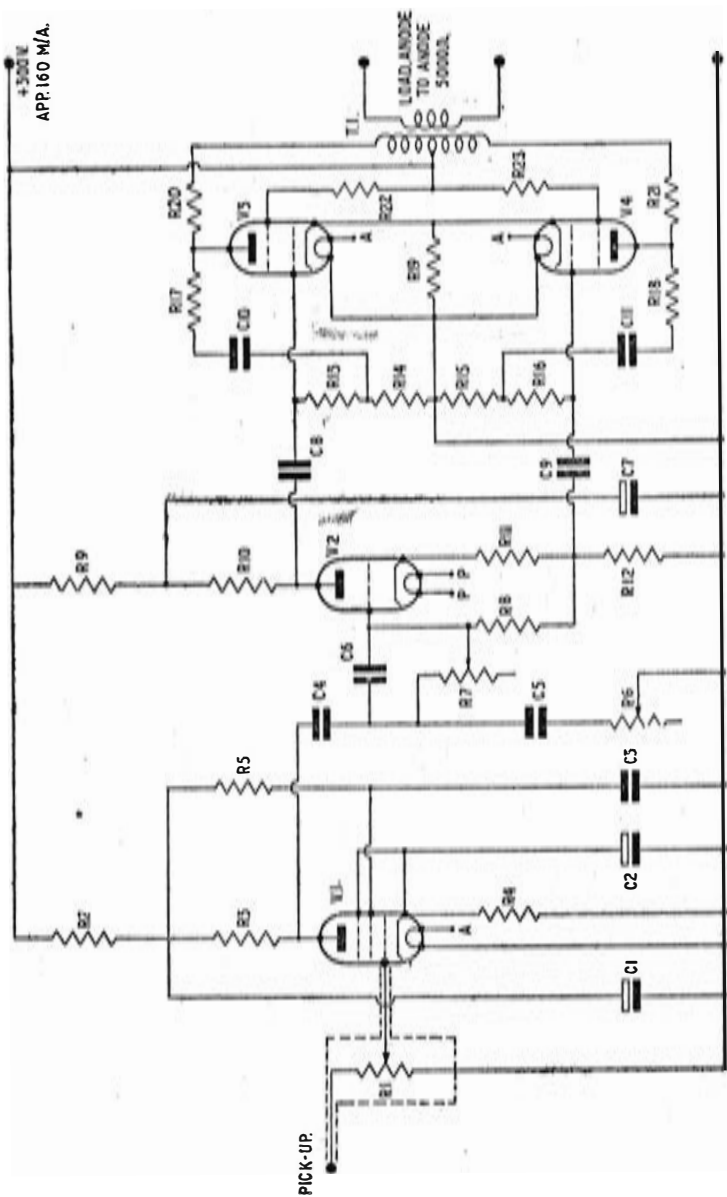 +300V.
APP. 160 M/A.
R2
R9
R20
T.1.
LOAD, ANODE
TO ANODE
5000Ω.
R3
R5
R10
R17
V3
C10
R22
A
R23
C4
C8
R13
R14
R19
V1
V2
C6
R15
A
V4
PICK-UP.
R1
A
P
P
R7
R8
R11
C9
R16
C11
R18
R21
R4
C5
R6
R12
C1
C2
C3
C7